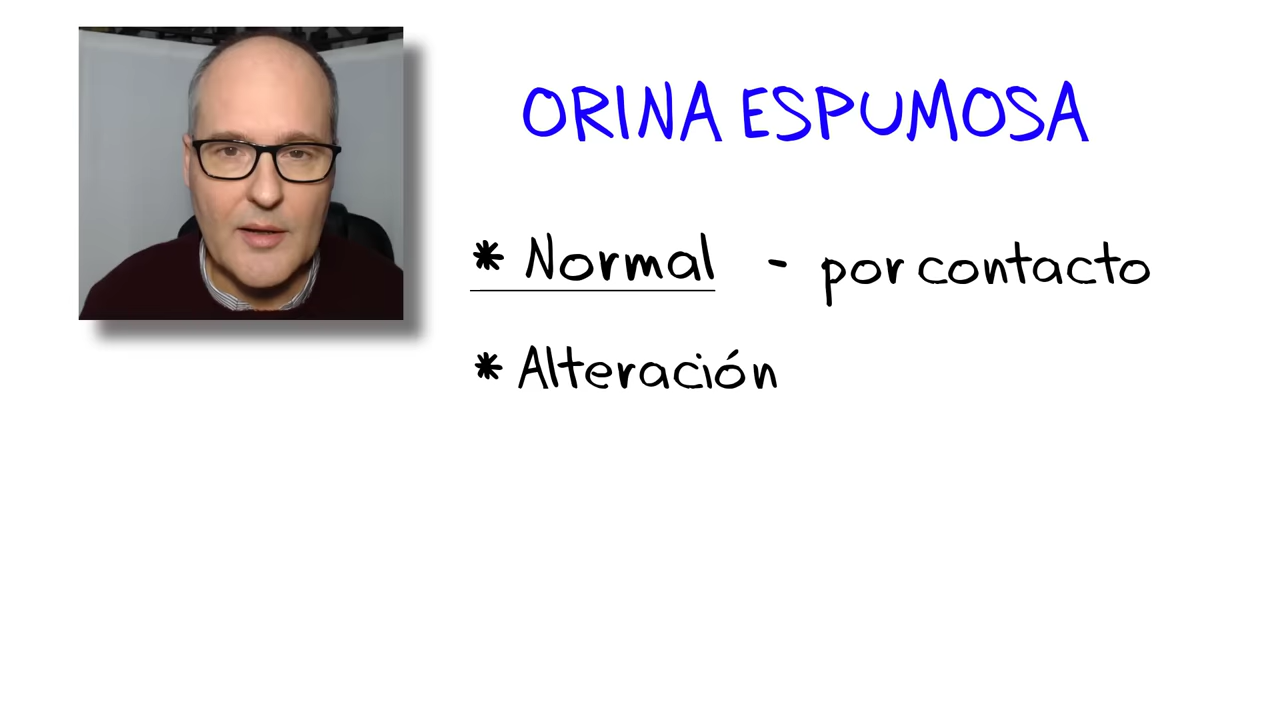 ORINA ESPUMOSA
* Normal - por contacto
* Alteración